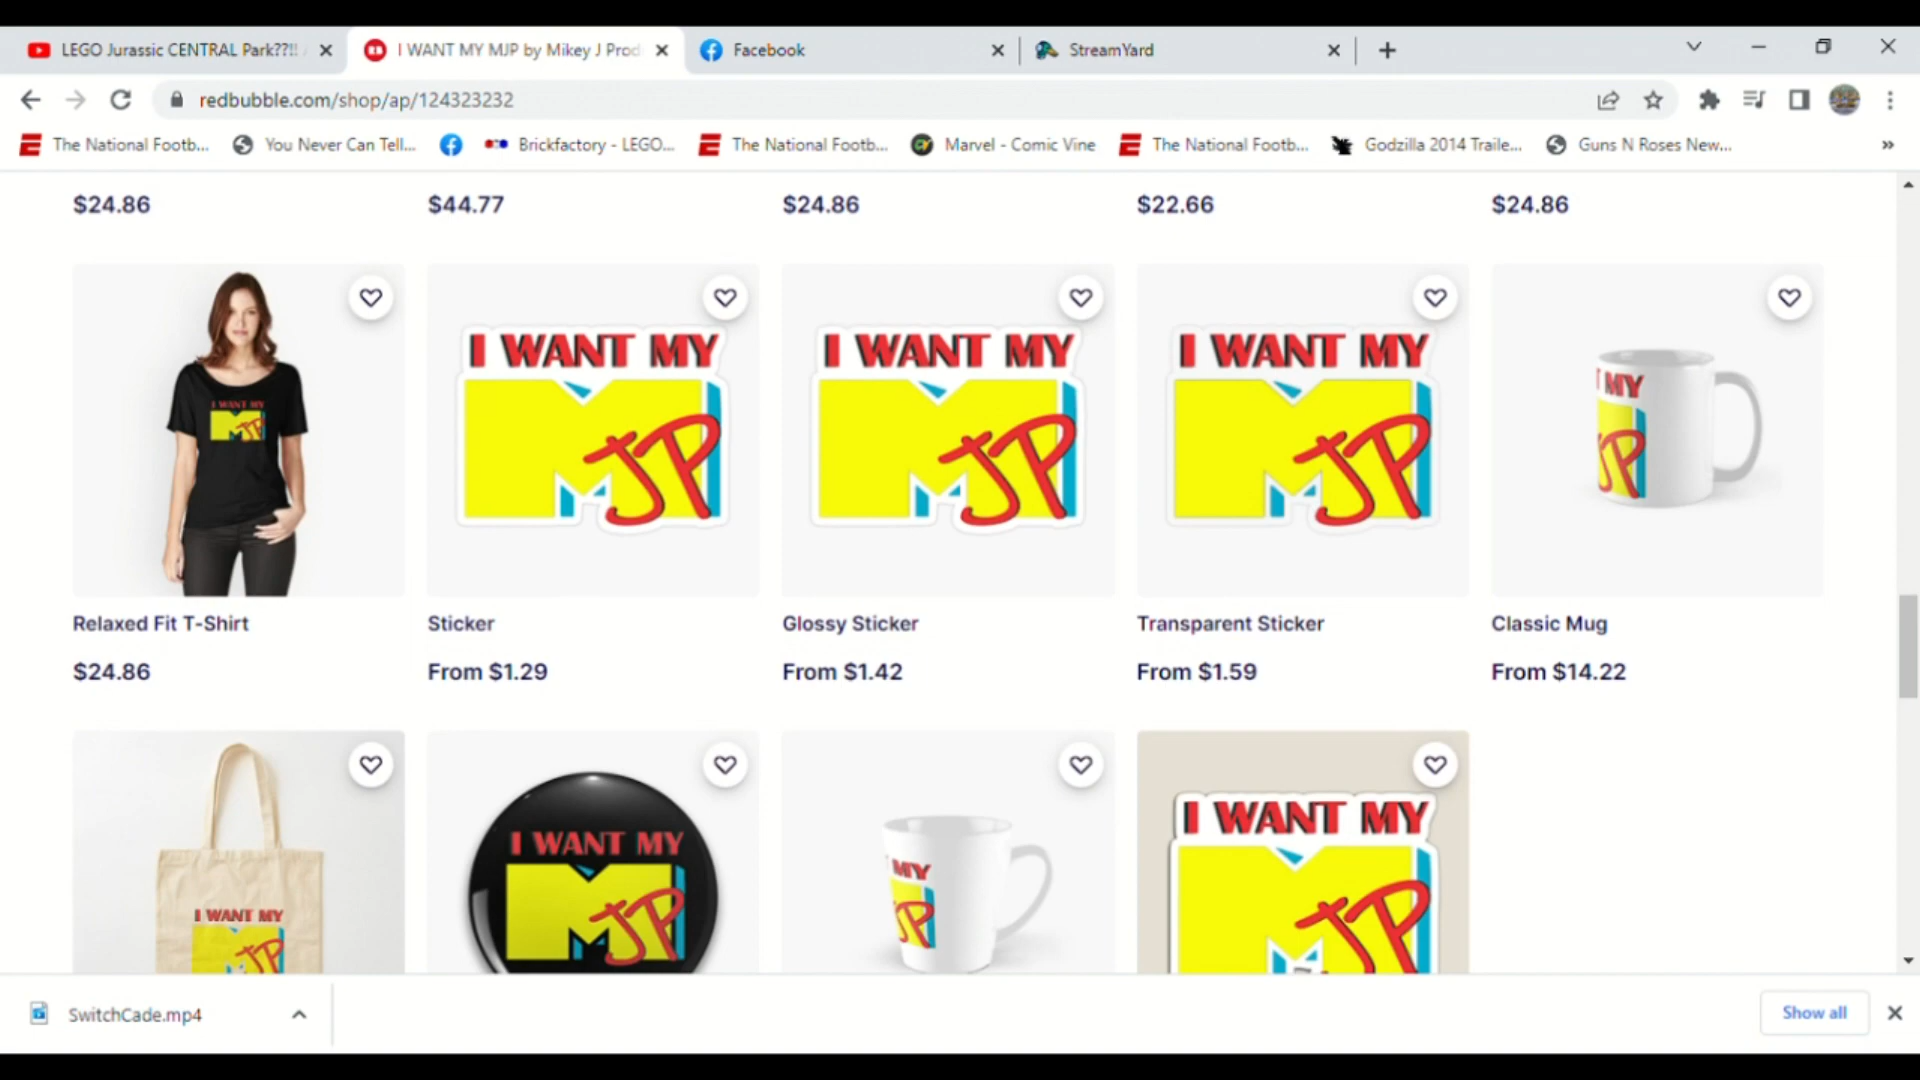 LEGO Jurassic CENTRAL Park??!!
I WANT MY MJP by Mikey J Prod
Facebook
StreamYard
redbubble.com/shop/ap/124323232
The National Footb...
You Never Can Tell...
Brickfactory - LEGO...
The National Footb...
Marvel - Comic Vine
The National Footb...
Godzilla 2014 Traile...
Guns N Roses New...
»
$24.86
$44.77
$24.86
$22.66
$24.86
I WANT MY
MJP
I WANT MY
MJP
I WANT MY
MJP
I WANT MY
MJP
MY
JP
Relaxed Fit T-Shirt
Sticker
Glossy Sticker
Transparent Sticker
Classic Mug
$24.86
From $1.29
From $1.42
From $1.59
From $14.22
I WANT MY
MJP
I WANT MY
MJP
MY
JP
I WANT MY
MJP
SwitchCade.mp4
Show all